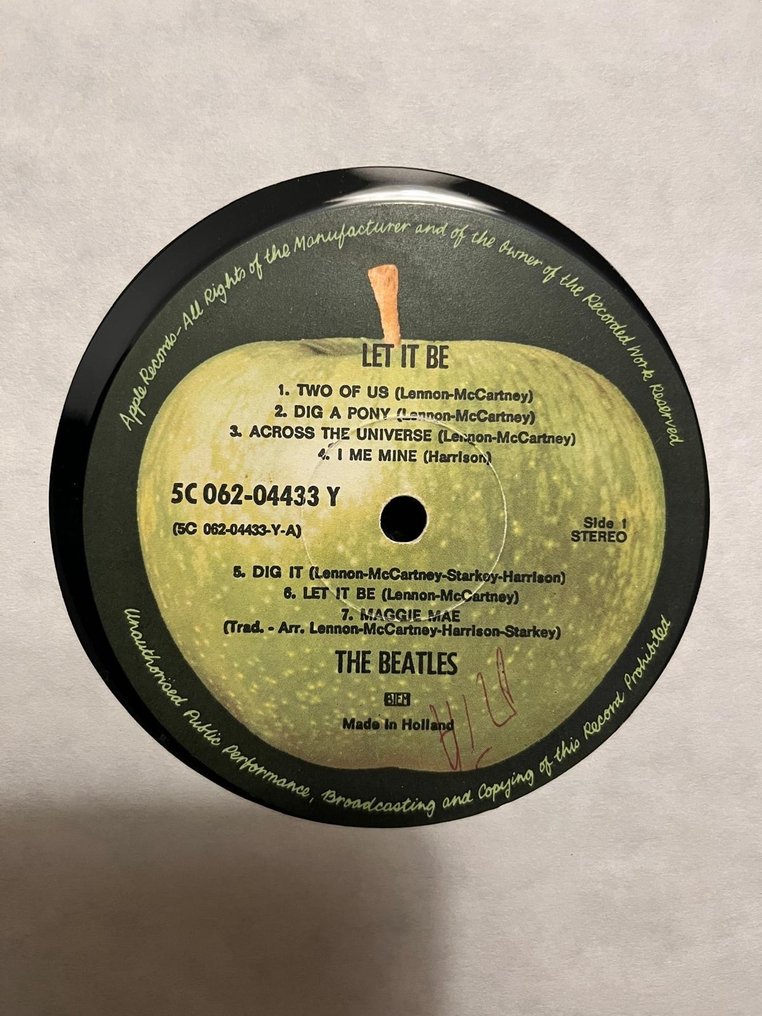 Apple Records - All Rights of the Manufacturer and of the Owner of the Recorded Work Reserved
LET IT BE
1. TWO OF US (Lennon-McCartney)
2. DIG A PONY (Lennon-McCartney)
3. ACROSS THE UNIVERSE (Lennon-McCartney)
4. I ME MINE (Harrison)
5C 062-04433 Y
(5C 062-04433-Y-A)
Side 1
STEREO
5. DIG IT (Lennon-McCartney-Starkey-Harrison)
6. LET IT BE (Lennon-McCartney)
7. MAGGIE MAE
(Trad. - Arr. Lennon-McCartney-Harrison-Starkey)
THE BEATLES
BIEM
Made in Holland
Unauthorised Public Performance, Broadcasting and Copying of this Record Prohibited